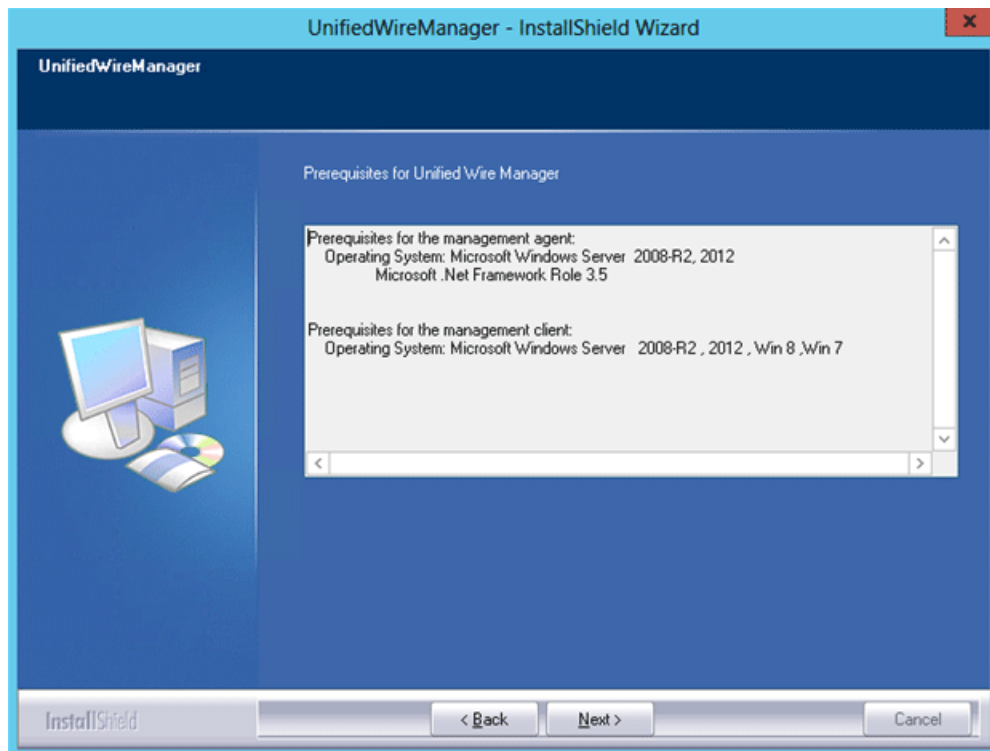 UnifiedWireManager - InstallShield Wizard
UnifiedWireManager
Prerequisites for Unified Wire Manager
Prerequisites for the management agent:
Operating System: Microsoft Windows Server 2008-R2, 2012
Microsoft .Net Framework Role 3.5
Prerequisites for the management client:
Operating System: Microsoft Windows Server 2008-R2 , 2012 , Win 8 ,Win 7
InstallShield
< Back
Next >
Cancel